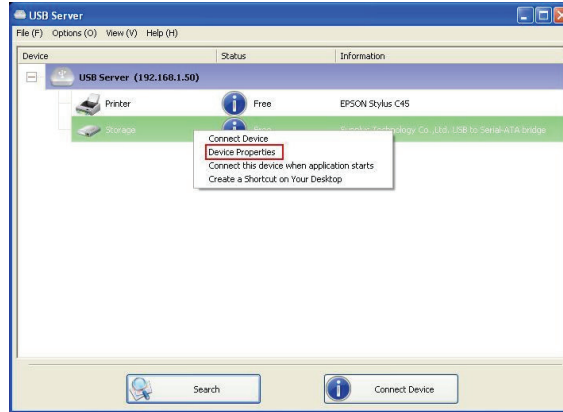 USB Server
File (F) Options (O) View (V) Help (H)
Device Status Information
USB Server (192.168.1.50)
Printer Free EPSON Stylus C45
Storage Free Technology Co.,Ltd. USB to Serial-ATA bridge
Connect Device
Device Properties
Connect this device when application starts
Create a Shortcut on Your Desktop
Search Connect Device